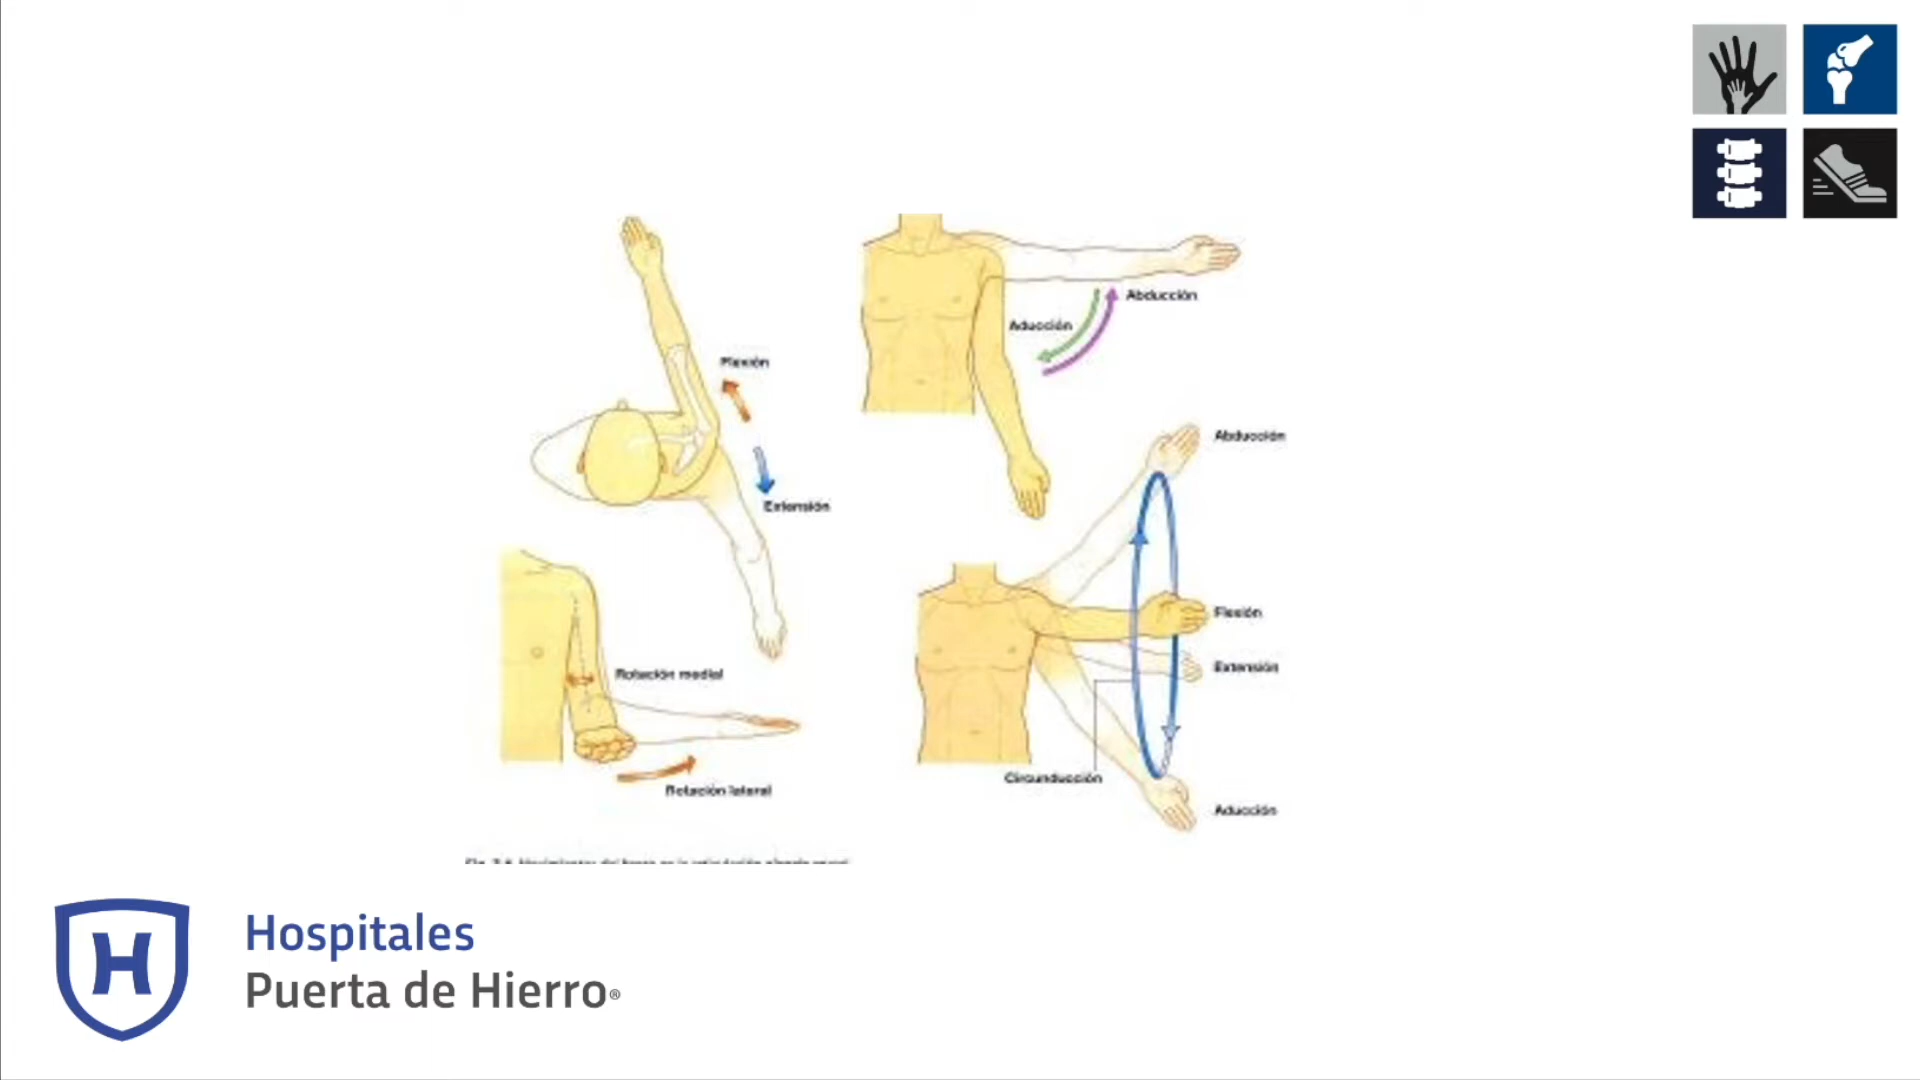 Flexión
Extensión
Abducción
Aducción
Abducción
Flexión
Extensión
Circunducción
Aducción
Rotación medial
Rotación lateral
H
Hospitales
Puerta de Hierro®